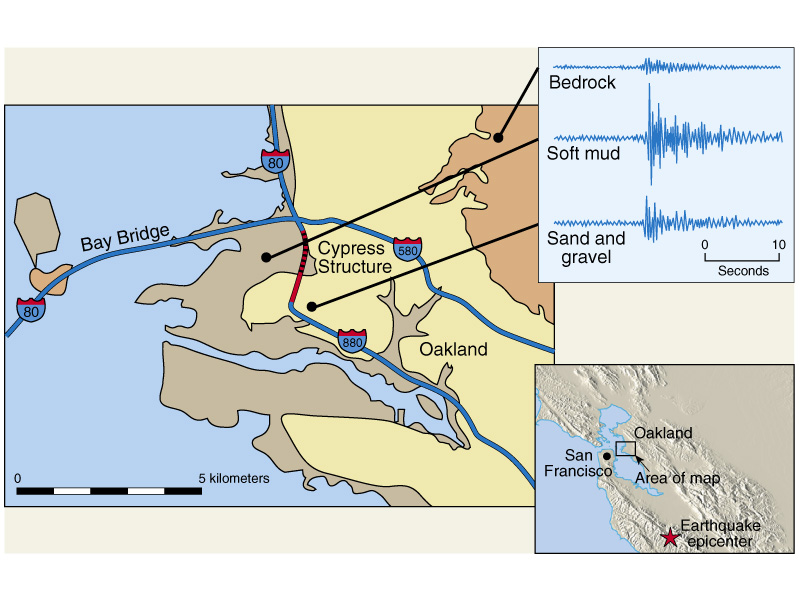 Bedrock
Soft mud
Sand and
gravel
0 10
Seconds
80
Bay Bridge
Cypress
Structure
580
80
880
Oakland
0 5 kilometers
Oakland
San
Francisco
Area of map
Earthquake
epicenter